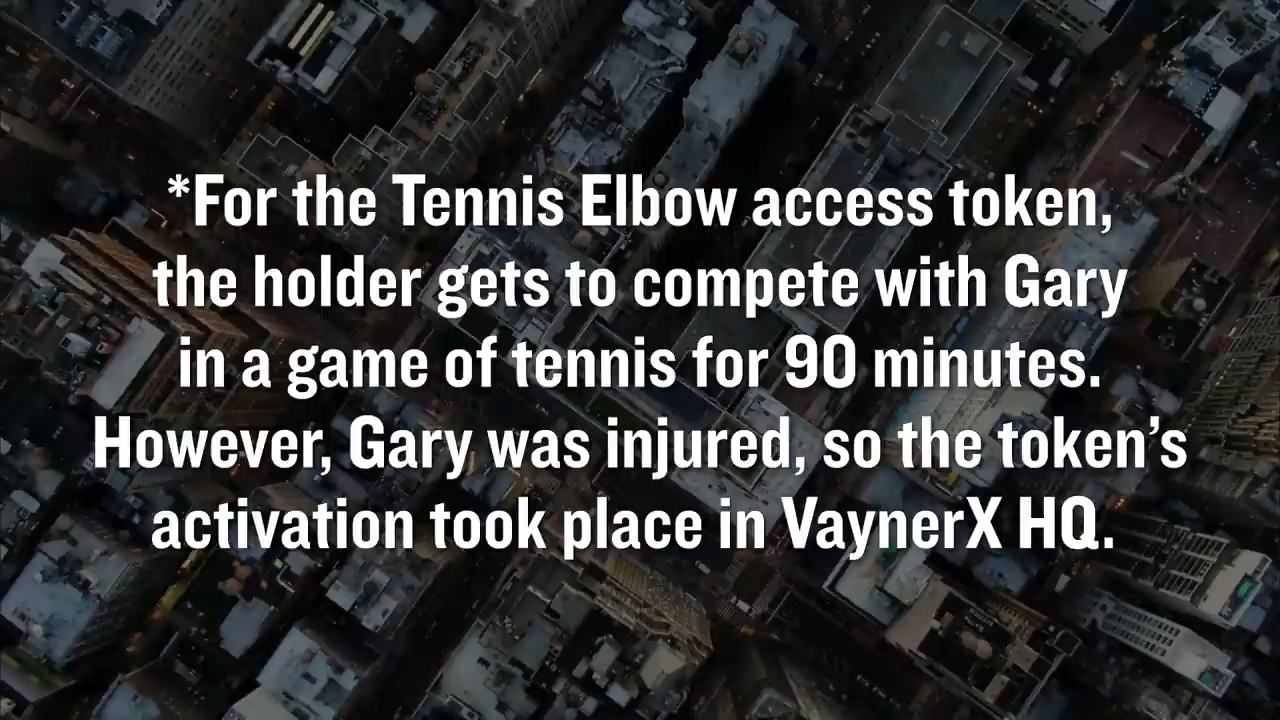 *For the Tennis Elbow access token,
the holder gets to compete with Gary
in a game of tennis for 90 minutes.
However, Gary was injured, so the token’s
activation took place in VaynerX HQ.